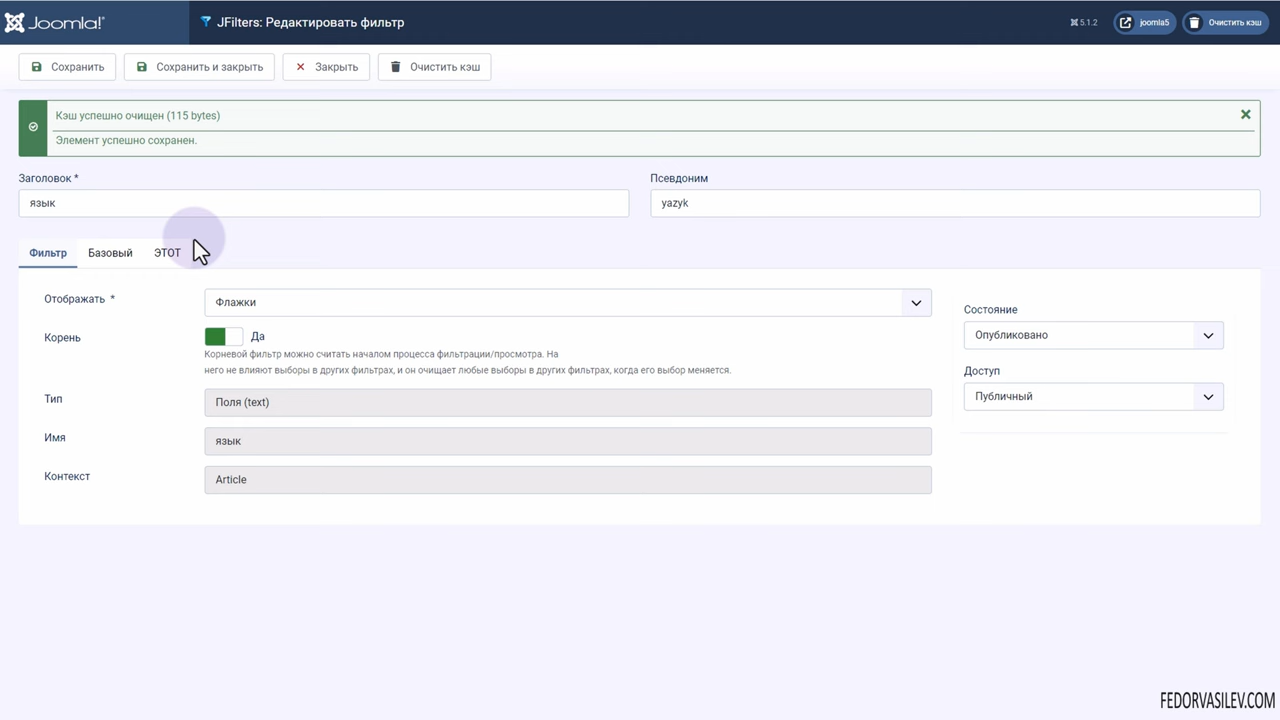 Joomla!
JFilters: Редактировать фильтр
5.1.2
joomla5
Очистить кэш
Сохранить
Сохранить и закрыть
Закрыть
Очистить кэш
Кэш успешно очищен (115 bytes)
Элемент успешно сохранен.
Заголовок *
Псевдоним
язык
yazyk
Фильтр
Базовый
ЭТОТ
Отображать *
Флажки
Корень
Да
Корневой фильтр можно считать началом процесса фильтрации/просмотра. На
него не влияют выборы в других фильтрах, и он очищает любые выборы в других фильтрах, когда его выбор меняется.
Тип
Поля (text)
Имя
язык
Контекст
Article
Состояние
Опубликовано
Доступ
Публичный
FEDORVASILEV.COM